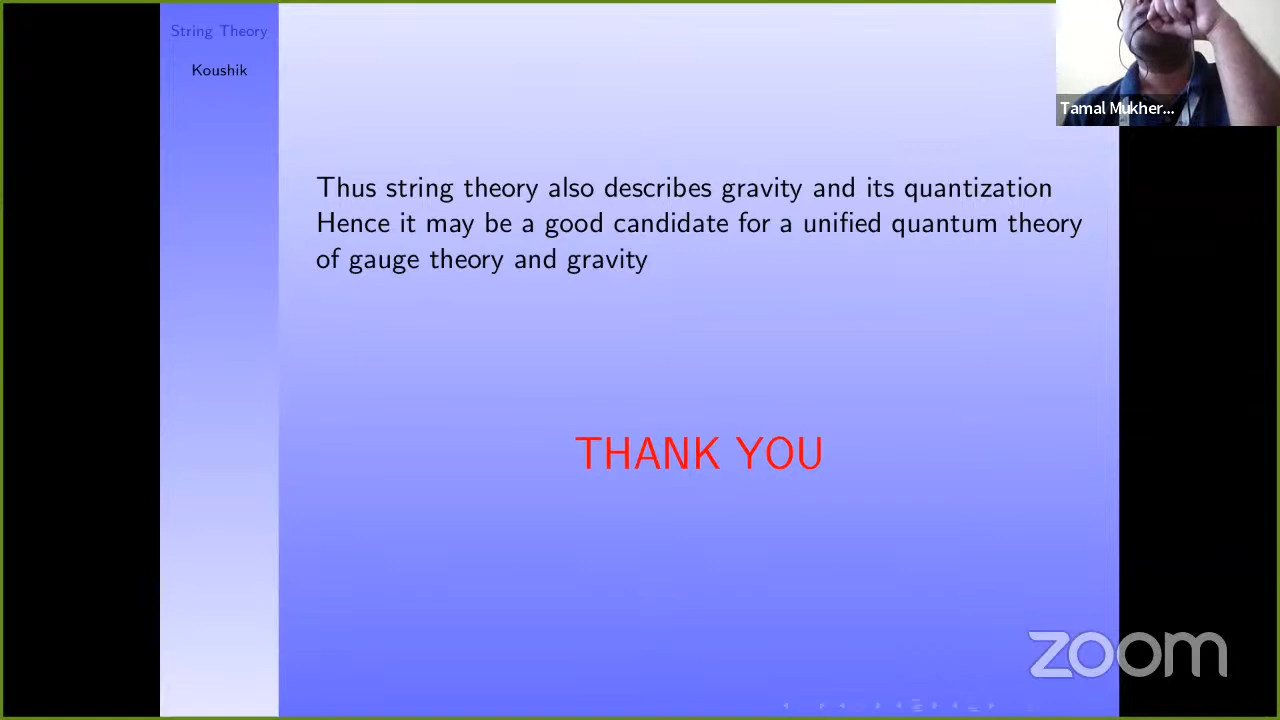 String Theory
Koushik
Tamal Mukher...
Thus string theory also describes gravity and its quantization
Hence it may be a good candidate for a unified quantum theory
of gauge theory and gravity
THANK YOU
zoom